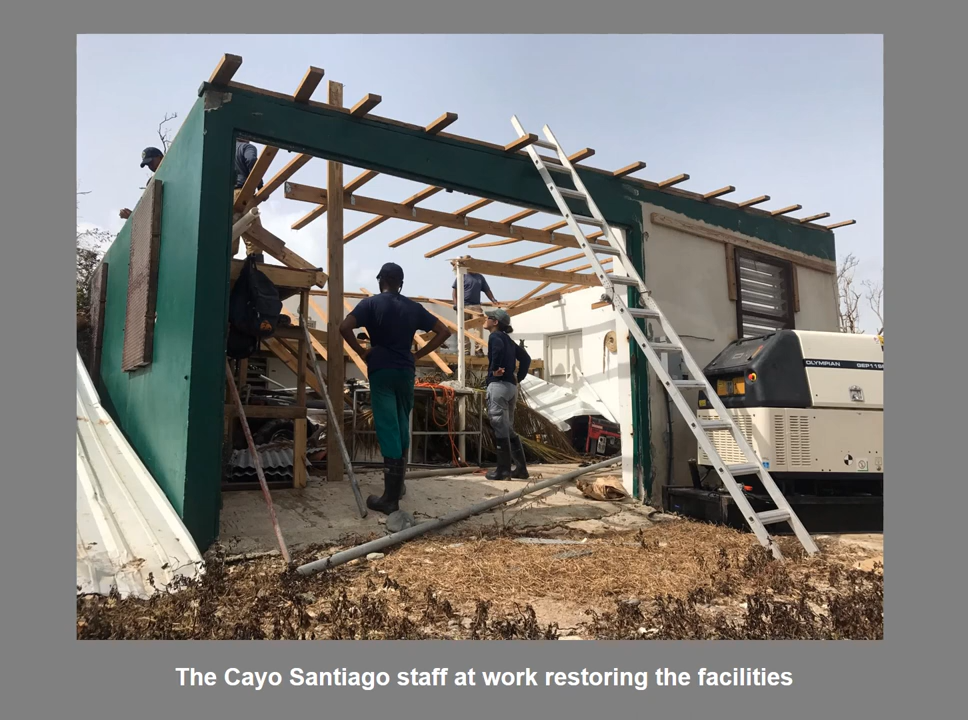 OLYMPIAN
The Cayo Santiago staff at work restoring the facilities